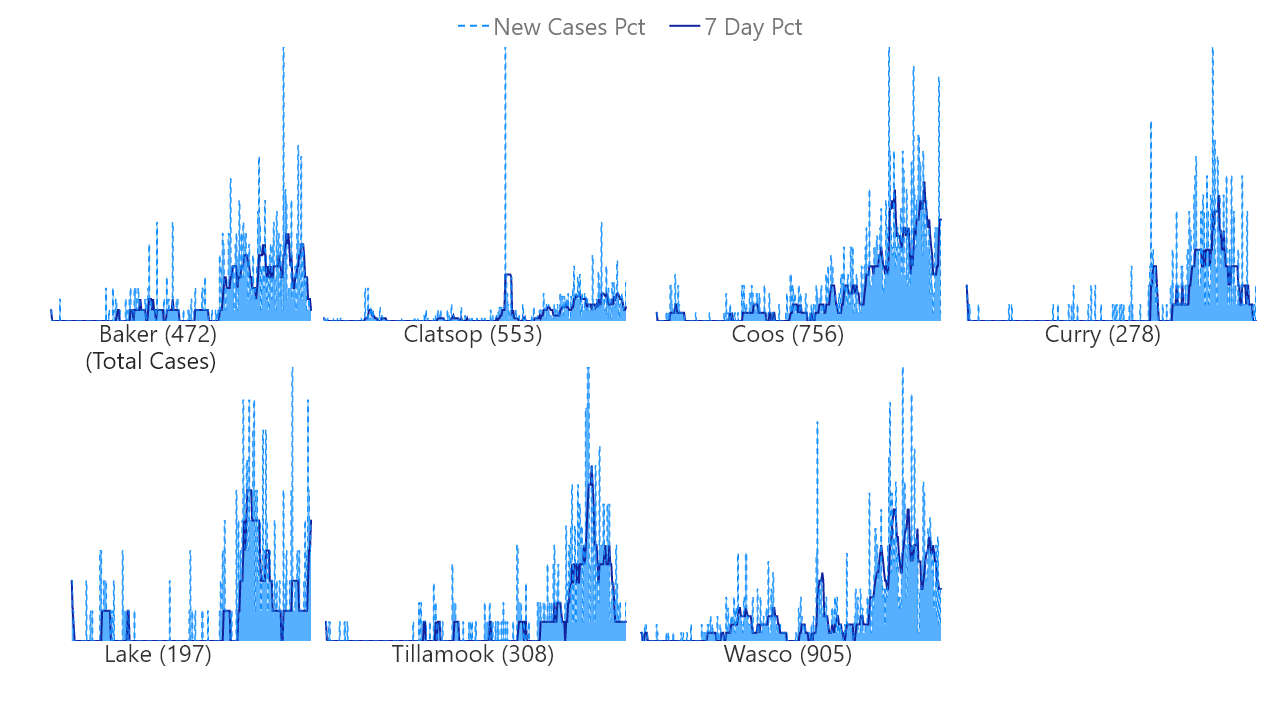 New Cases Pct 7 Day Pct
Baker (472) Clatsop (553) Coos (756) Curry (278)
(Total Cases)
Lake (197) Tillamook (308) Wasco (905)